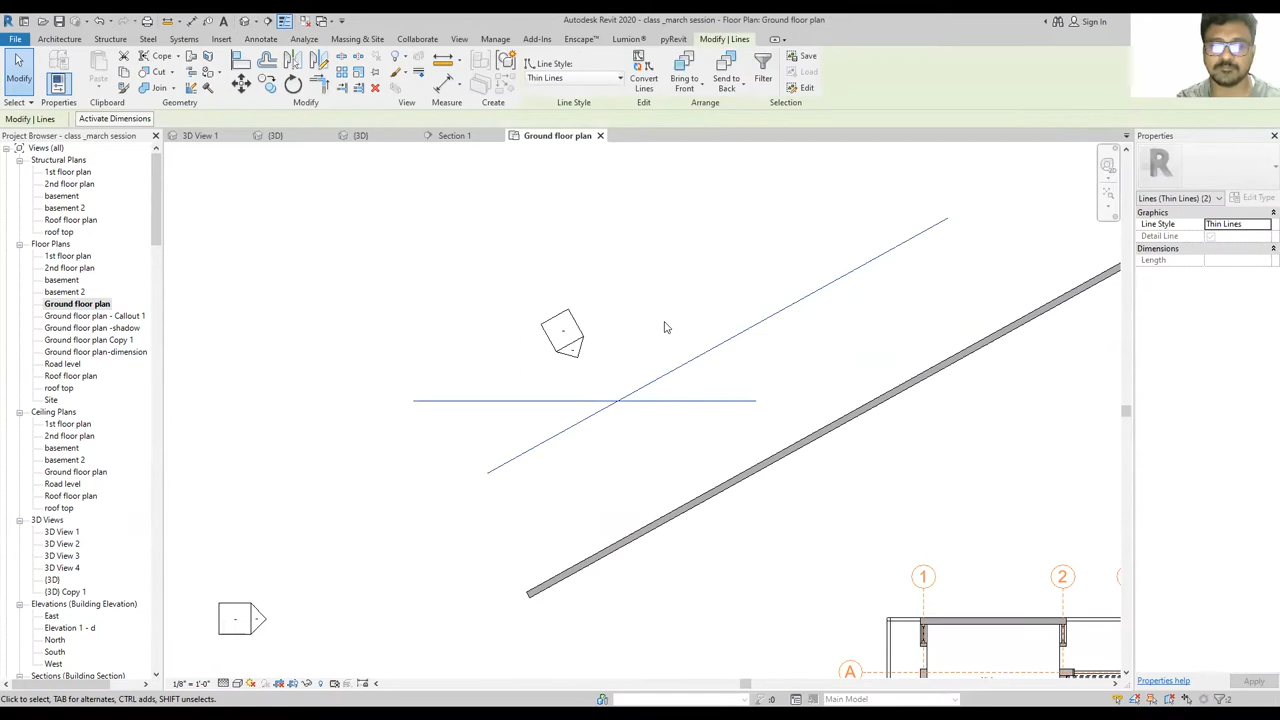 Autodesk Revit 2020 - class _march session - Floor Plan: Ground floor plan
Sign In
File Architecture Structure Steel Systems Insert Annotate Analyze Massing & Site Collaborate View Manage Add-Ins Enscape™ Lumion® pyRevit Modify | Lines
Modify
Paste
Cope
Cut
Join
Line Style:
Thin Lines
Convert Lines
Bring to Front
Send to Back
Filter
Save
Load
Edit
Select Properties Clipboard Geometry Modify View Measure Create Line Style Edit Arrange Selection
Modify | Lines Activate Dimensions
Project Browser - class _march session
3D View 1 {3D} {3D} Section 1 Ground floor plan
Properties
Views (all)
Structural Plans
1st floor plan
2nd floor plan
basement
basement 2
Roof floor plan
roof top
Floor Plans
1st floor plan
2nd floor plan
basement
basement 2
Ground floor plan
Ground floor plan - Callout 1
Ground floor plan -shadow
Ground floor plan Copy 1
Ground floor plan-dimension
Road level
Roof floor plan
roof top
Site
Ceiling Plans
1st floor plan
2nd floor plan
basement
basement 2
Ground floor plan
Road level
Roof floor plan
roof top
3D Views
3D View 1
3D View 2
3D View 3
3D View 4
{3D}
{3D} Copy 1
Elevations (Building Elevation)
East
Elevation 1 - d
North
South
West
Sections (Building Section)
1 2
A
Lines (Thin Lines) (2) Edit Type
Graphics
Line Style Thin Lines
Detail Line
Dimensions
Length
Properties help Apply
1/8" = 1'-0"
Click to select, TAB for alternates, CTRL adds, SHIFT unselects.
:0 Main Model :2